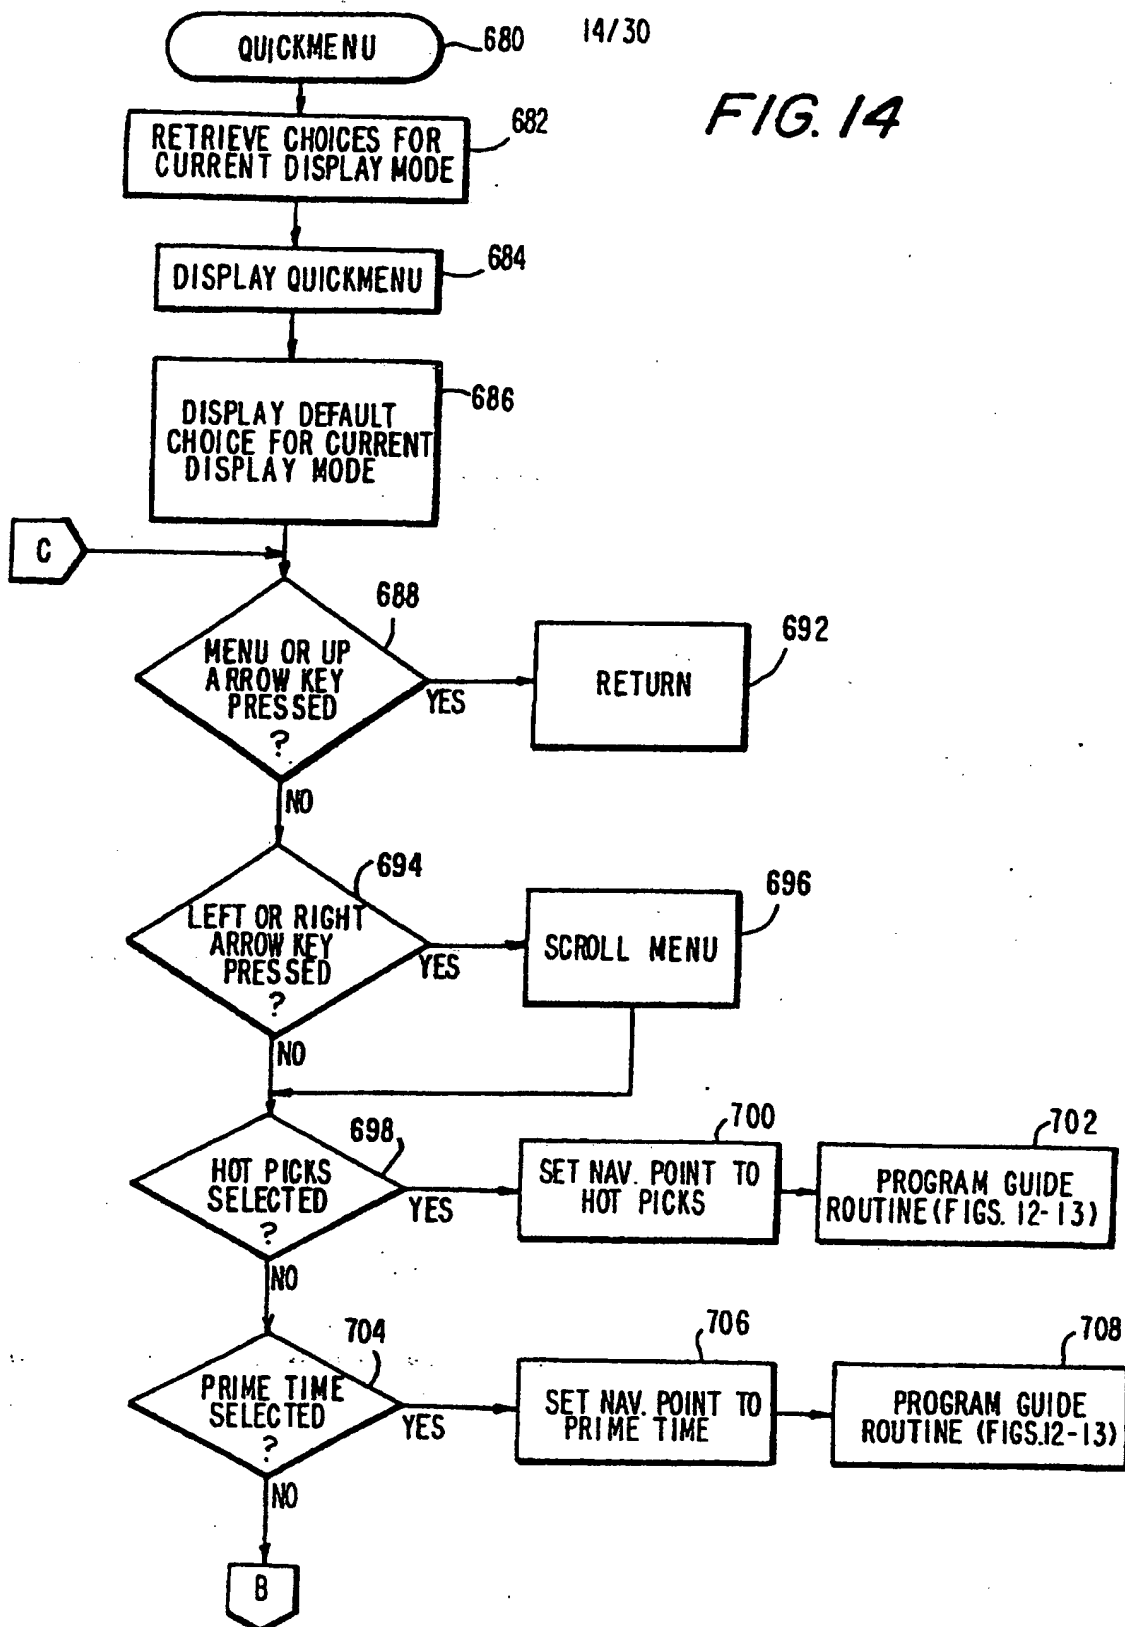 14/30
FIG. 14
QUICKMENU
680
RETRIEVE CHOICES FOR
CURRENT DISPLAY MODE
682
DISPLAY QUICKMENU
684
DISPLAY DEFAULT
CHOICE FOR CURRENT
DISPLAY MODE
686
C
MENU OR UP
ARROW KEY
PRESSED
?
688
YES
RETURN
692
NO
LEFT OR RIGHT
ARROW KEY
PRESSED
?
694
YES
SCROLL MENU
696
NO
HOT PICKS
SELECTED
?
698
YES
SET NAV. POINT TO
HOT PICKS
700
PROGRAM GUIDE
ROUTINE (FIGS. 12-13)
702
NO
PRIME TIME
SELECTED
?
704
YES
SET NAV. POINT TO
PRIME TIME
706
PROGRAM GUIDE
ROUTINE (FIGS.12-13)
708
NO
B